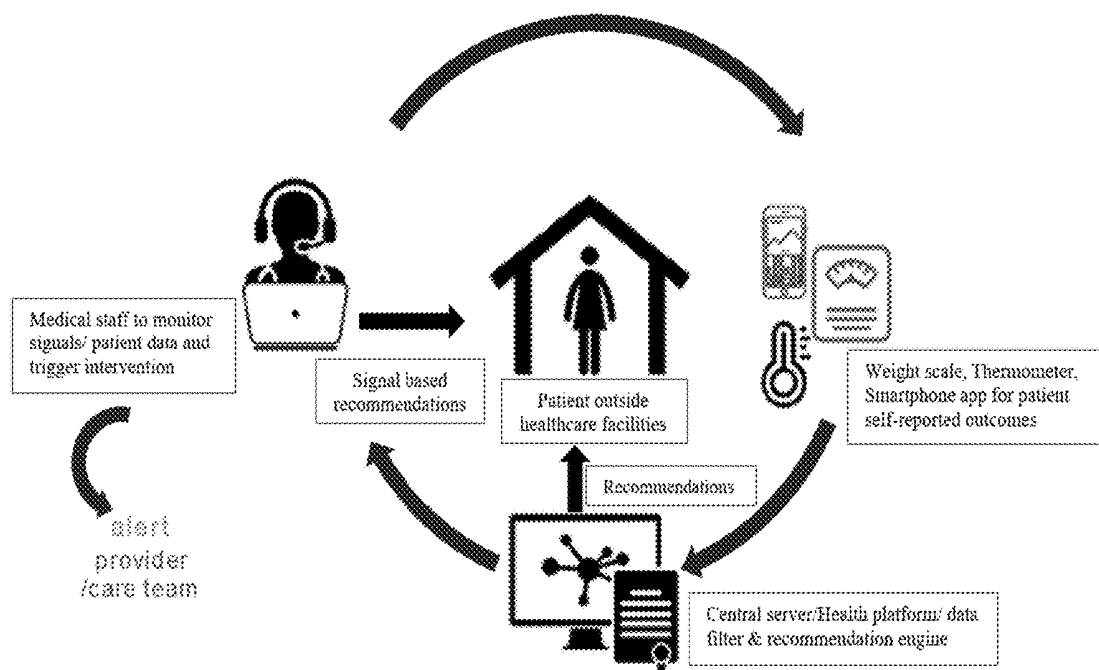 Medical staff to monitor
signals/ patient data and
trigger intervention
Signal based
recommendations
Patient outside
healthcare facilities
Weight scale, Thermometer,
Smartphone app for patient
self-reported outcomes
Recommendations
alert
provider
/care team
Central server/Health platform/ data
filter & recommendation engine